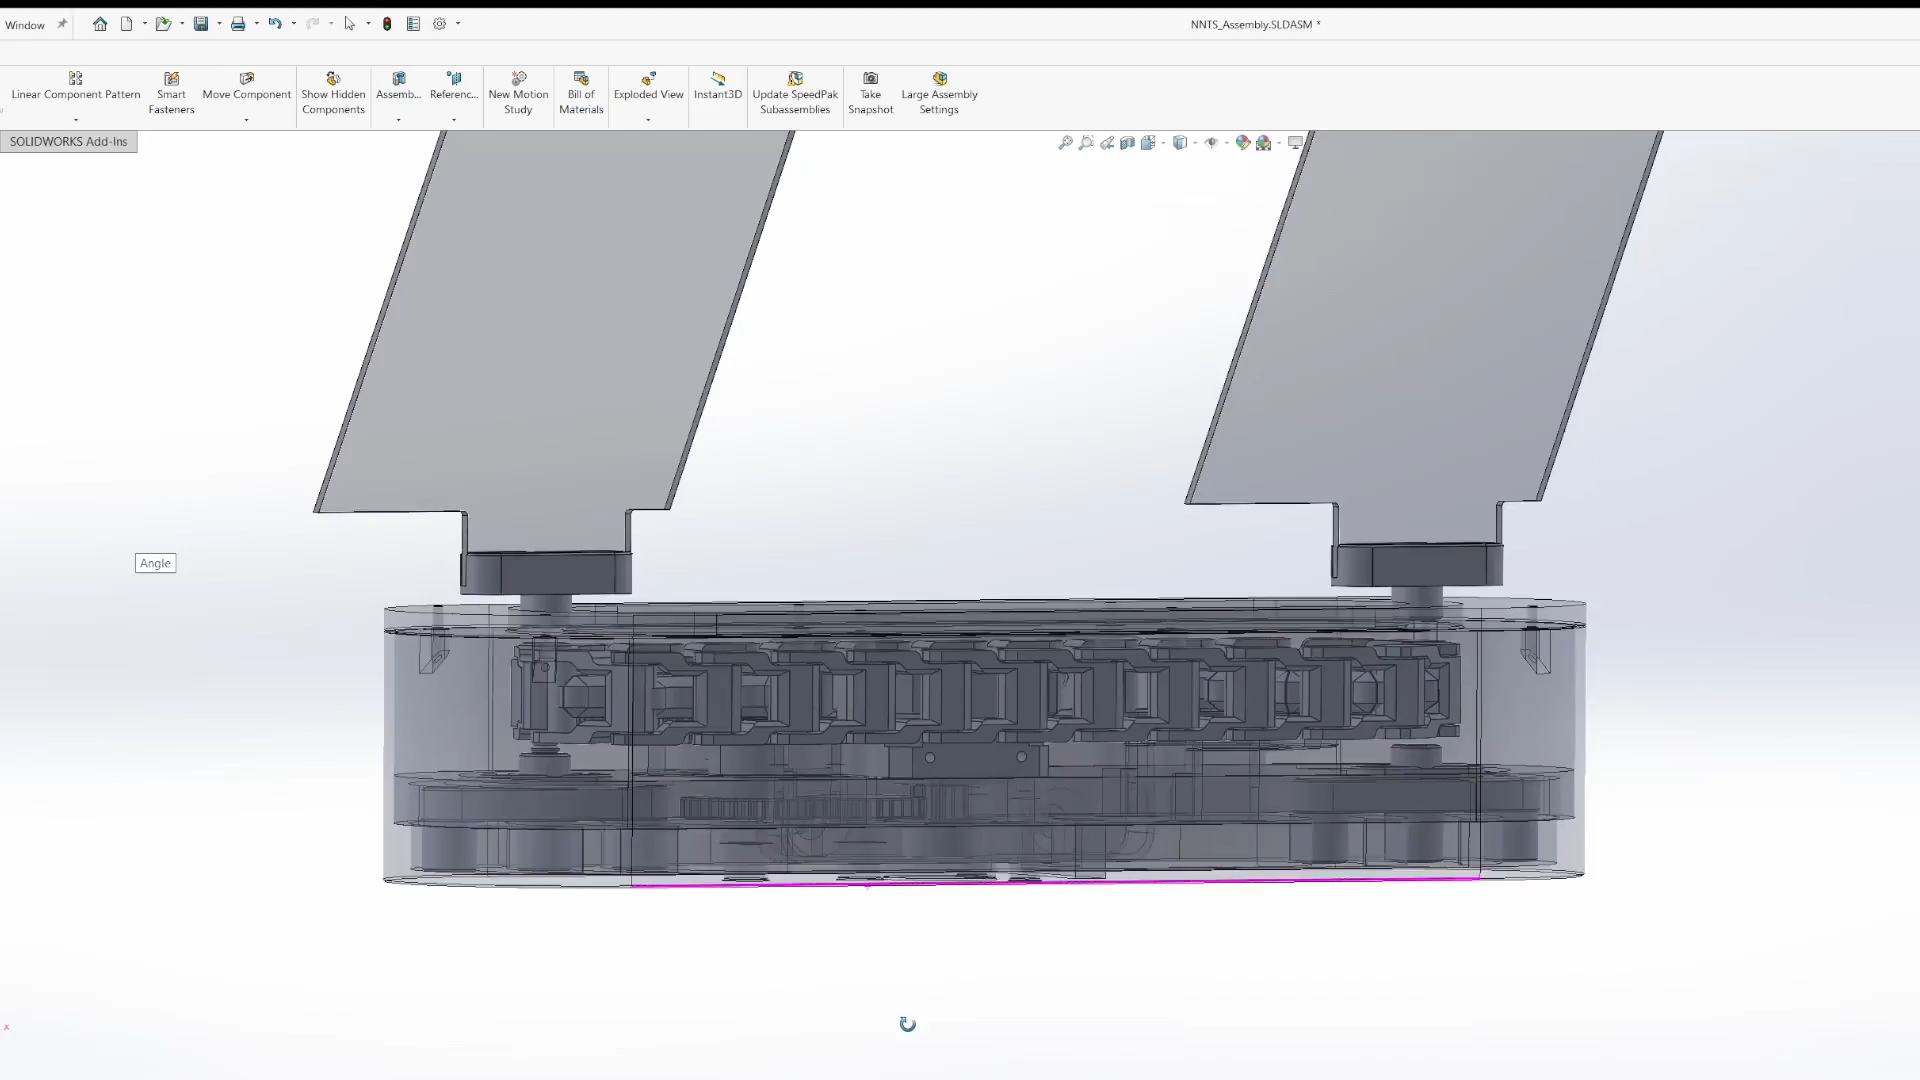 Window
NNTS_Assembly.SLDASM *
Linear Component Pattern
Smart
Fasteners
Move Component
Show Hidden
Components
Assemb...
Referenc...
New Motion
Study
Bill of
Materials
Exploded View
Instant3D
Update SpeedPak
Subassemblies
Take
Snapshot
Large Assembly
Settings
SOLIDWORKS Add-Ins
Angle
x